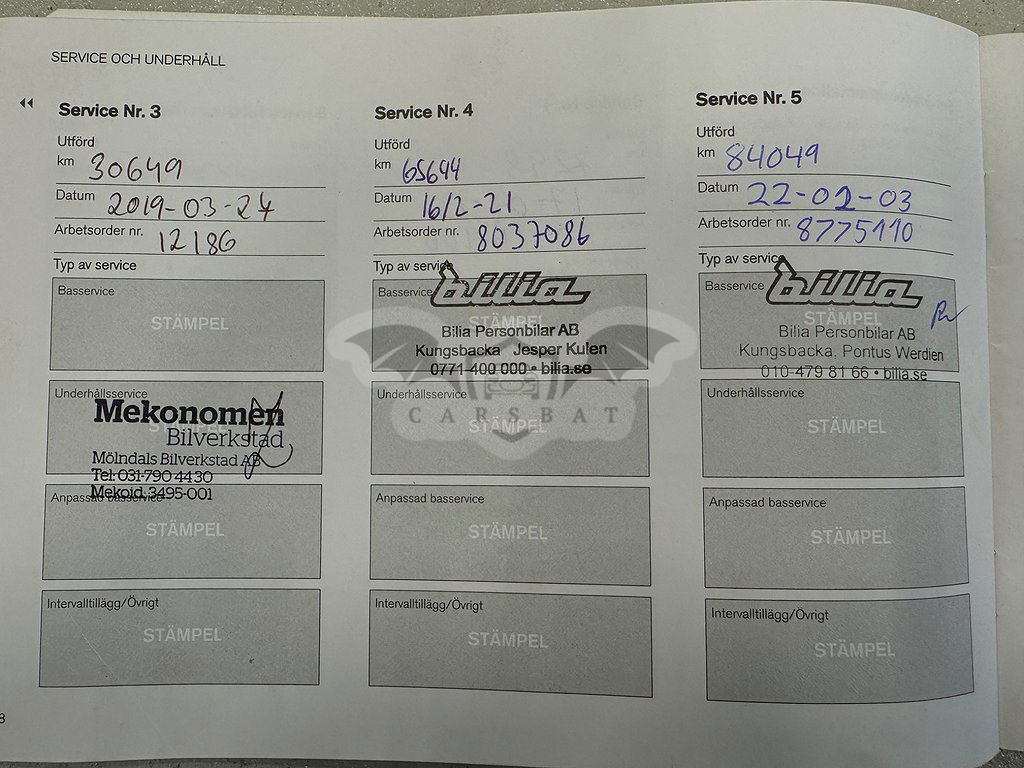 SERVICE OCH UNDERHÅLL
Service Nr. 3
Utförd
km 30649
Datum 2019-03-24
Arbetsorder nr. 12186
Typ av service
Basservice
STÄMPEL
Underhållsservice
STÄMPEL
Mekonomen
Bilverkstad
Mölndals Bilverkstad AB
Tel: 031-790 44 30
Mekoid. 3495-001
Anpassad basservice
STÄMPEL
Intervalltillägg/Övrigt
STÄMPEL
Service Nr. 4
Utförd
km 65644
Datum 16/2-21
Arbetsorder nr. 8037086
Typ av service
Basservice
STÄMPEL
bilia
Bilia Personbilar AB
Kungsbacka Jesper Kulen
0771-400 000 • bilia.se
Underhållsservice
STÄMPEL
Anpassad basservice
STÄMPEL
Intervalltillägg/Övrigt
STÄMPEL
Service Nr. 5
Utförd
km 84049
Datum 22-02-03
Arbetsorder nr. 8775110
Typ av service
Basservice
STÄMPEL
bilia
Bilia Personbilar AB
Kungsbacka, Pontus Werdien
010-479 81 66 • bilia.se
Underhållsservice
STÄMPEL
Anpassad basservice
STÄMPEL
Intervalltillägg/Övrigt
STÄMPEL
CARSBAT
8